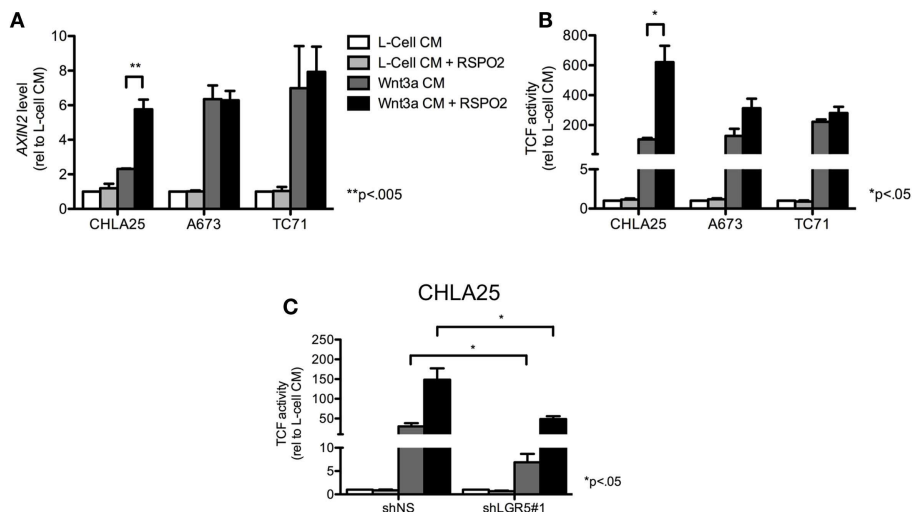 A
AXIN2 level
(rel to L-cell CM)
10
8
6
4
2
0
**
CHLA25
A673
TC71
L-Cell CM
L-Cell CM + RSPO2
Wnt3a CM
Wnt3a CM + RSPO2
**p<.005
B
TCF activity
(rel to L-cell CM)
800
600
400
200
5
0
*
CHLA25
A673
TC71
*p<.05
C
CHLA25
TCF activity
(rel to L-cell CM)
250
200
150
100
50
10
5
0
*
*
shNS
shLGR5#1
*p<.05